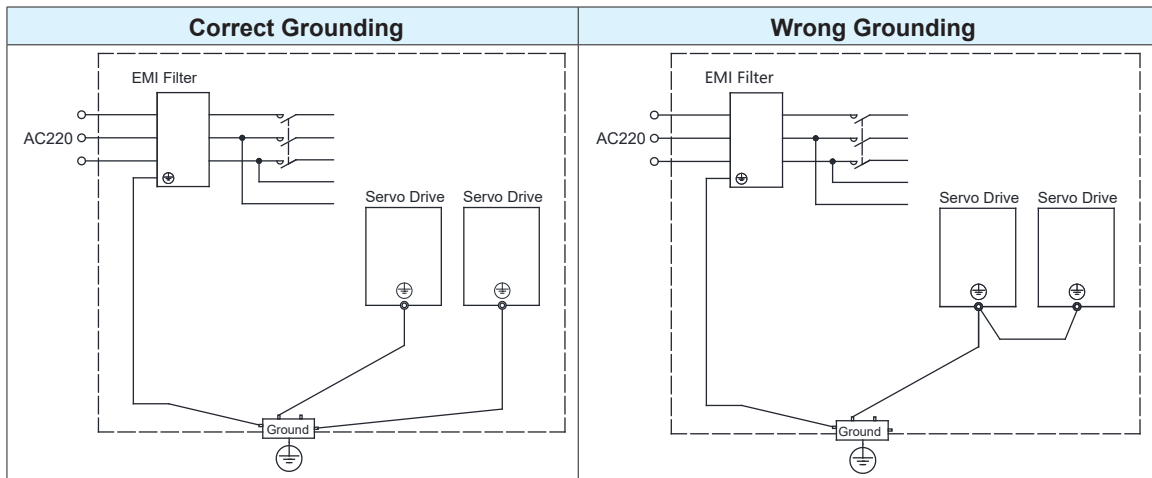 Correct Grounding
Wrong Grounding
EMI Filter
AC220
Servo Drive
Servo Drive
Ground
EMI Filter
AC220
Servo Drive
Servo Drive
Ground